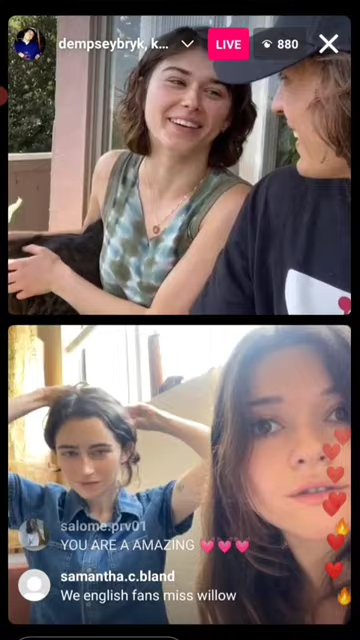 dempseybryk, k...
LIVE
880
salome.prv01
YOU ARE A AMAZING 💗💗💗
samantha.c.bland
We english fans miss willow